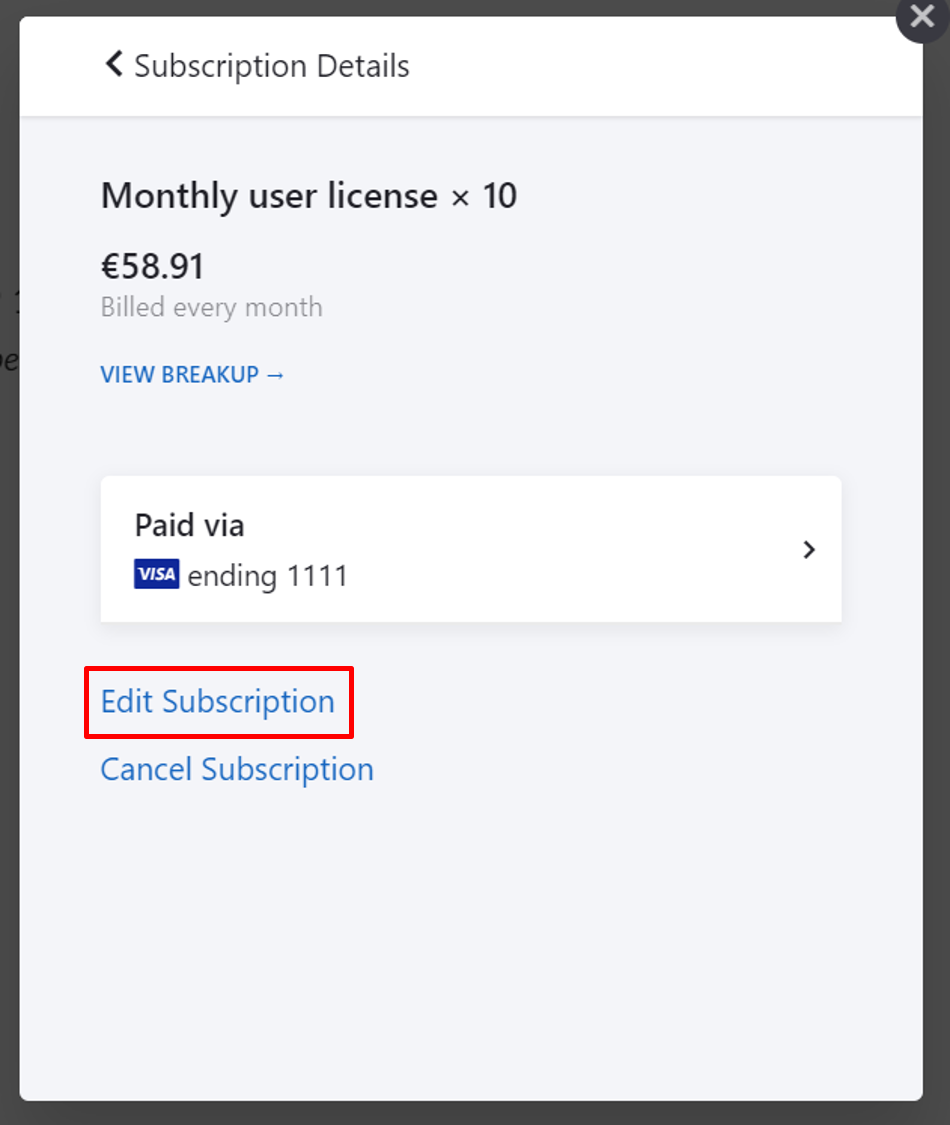 Subscription Details
Monthly user license × 10
€58.91
Billed every month
VIEW BREAKUP →
Paid via
VISA ending 1111
Edit Subscription
Cancel Subscription